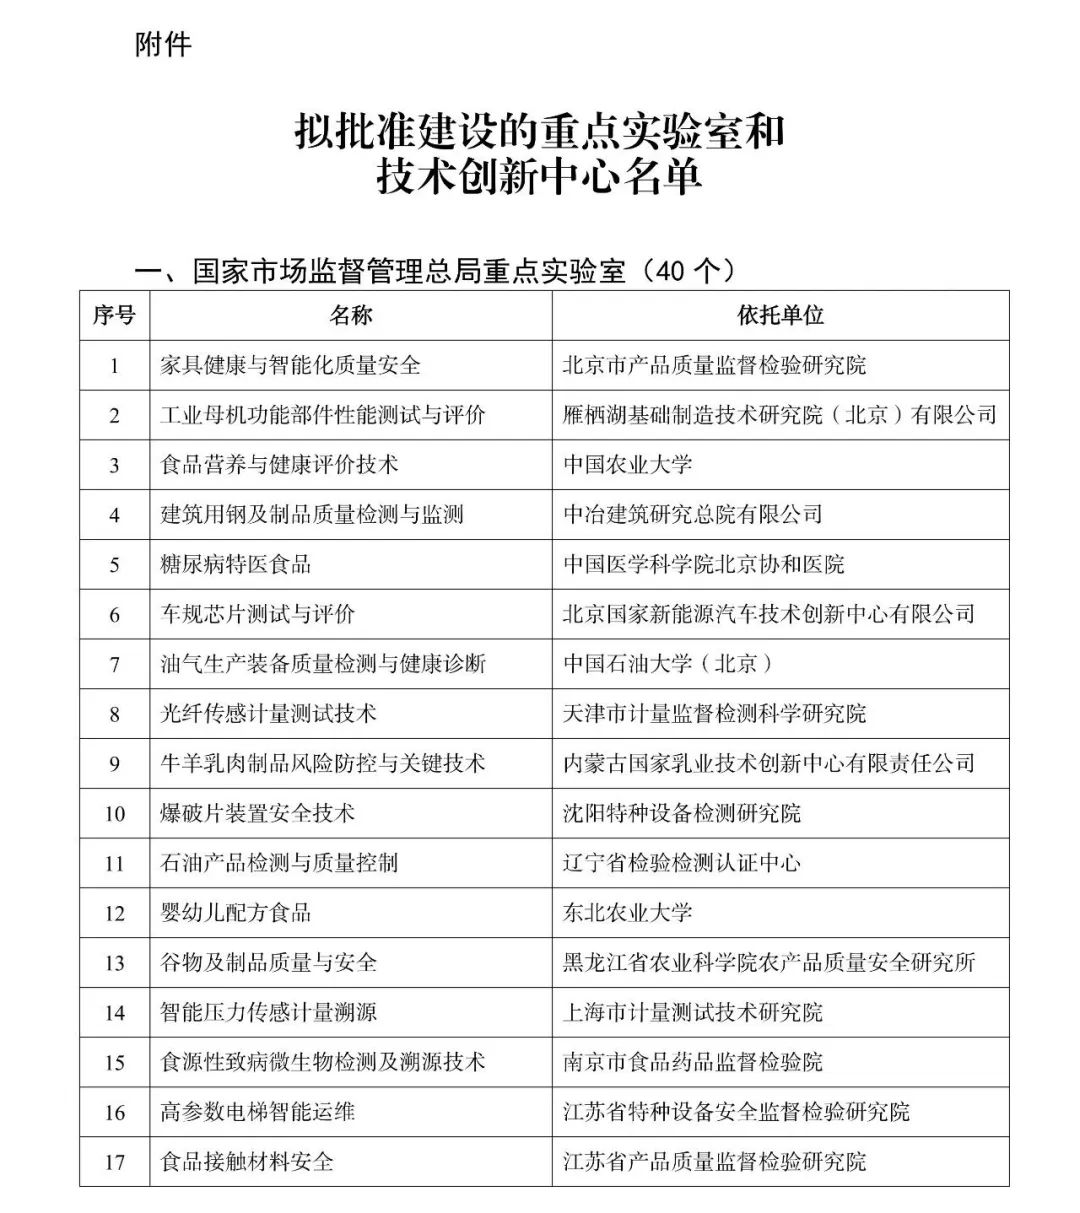 附件
拟批准建设的重点实验室和
技术创新中心名单
一、国家市场监督管理总局重点实验室（40 个）
序号 名称 依托单位
1 家具健康与智能化质量安全 北京市产品质量监督检验研究院
2 工业母机功能部件性能测试与评价 雁栖湖基础制造技术研究院（北京）有限公司
3 食品营养与健康评价技术 中国农业大学
4 建筑用钢及制品质量检测与监测 中冶建筑研究总院有限公司
5 糖尿病特医食品 中国医学科学院北京协和医院
6 车规芯片测试与评价 北京国家新能源汽车技术创新中心有限公司
7 油气生产装备质量检测与健康诊断 中国石油大学（北京）
8 光纤传感计量测试技术 天津市计量监督检测科学研究院
9 牛羊乳肉制品风险防控与关键技术 内蒙古国家乳业技术创新中心有限责任公司
10 爆破片装置安全技术 沈阳特种设备检测研究院
11 石油产品检测与质量控制 辽宁省检验检测认证中心
12 婴幼儿配方食品 东北农业大学
13 谷物及制品质量与安全 黑龙江省农业科学院农产品质量安全研究所
14 智能压力传感计量溯源 上海市计量测试技术研究院
15 食源性致病微生物检测及溯源技术 南京市食品药品监督检验院
16 高参数电梯智能运维 江苏省特种设备安全监督检验研究院
17 食品接触材料安全 江苏省产品质量监督检验研究院